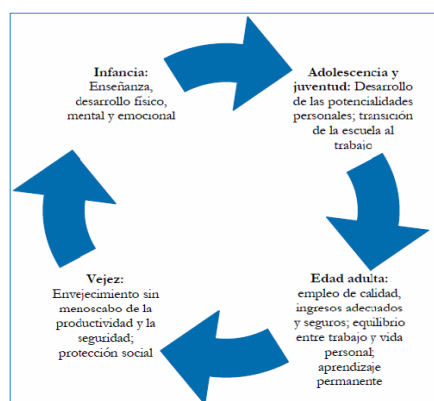 Infancia:
Enseñanza,
desarrollo físico,
mental y emocional
Adolescencia y
juventud: Desarrollo
de las potencialidades
personales; transición
de la escuela al
trabajo
Edad adulta:
empleo de calidad,
ingresos adecuados
y seguros; equilibrio
entre trabajo y vida
personal;
aprendizaje
permanente
Vejez:
Envejecimiento sin
menoscabo de la
productividad y la
seguridad;
protección social